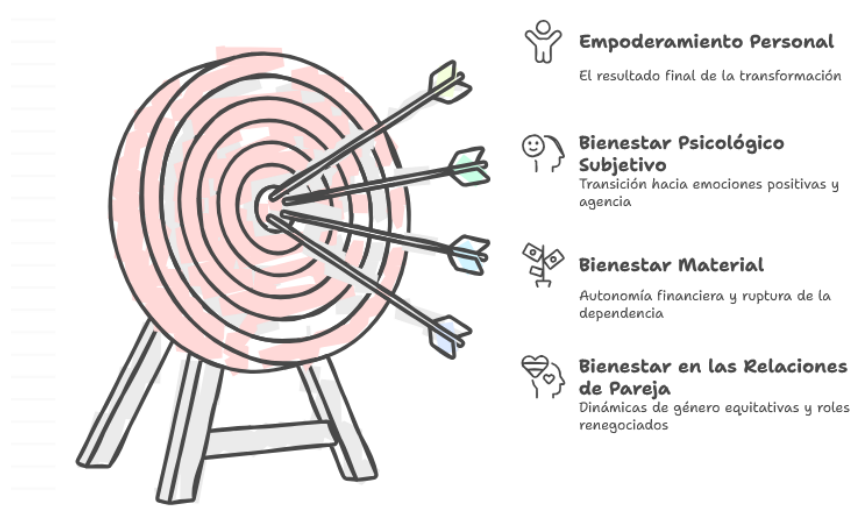 Empoderamiento Personal
El resultado final de la transformación
Bienestar Psicológico
Subjetivo
Transición hacia emociones positivas y
agencia
Bienestar Material
Autonomía financiera y ruptura de la
dependencia
Bienestar en las Relaciones
de Pareja
Dinámicas de género equitativas y roles
renegociados